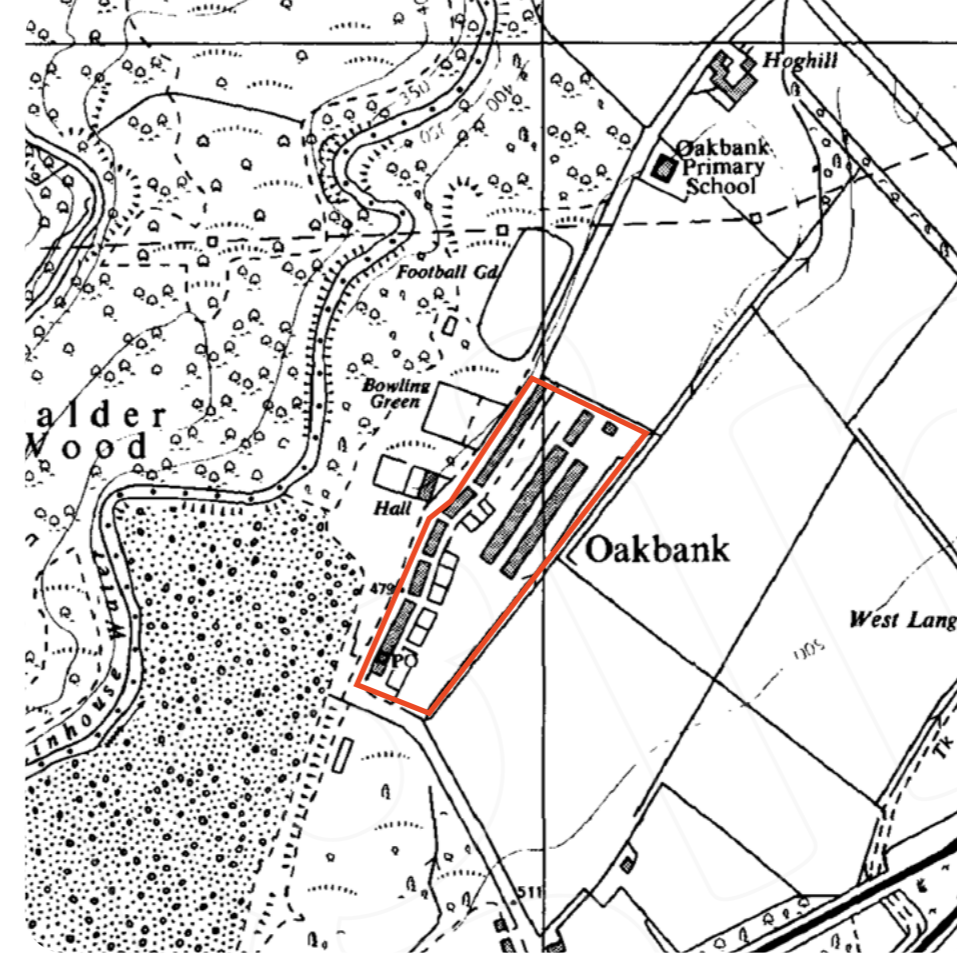 350
400
350
Hoghill
Oakbank
Primary
School
Football Gd
Bowling
Green
alder
Wood
Hall
Oakbank
479
PO
West Lang
500
Tk
511